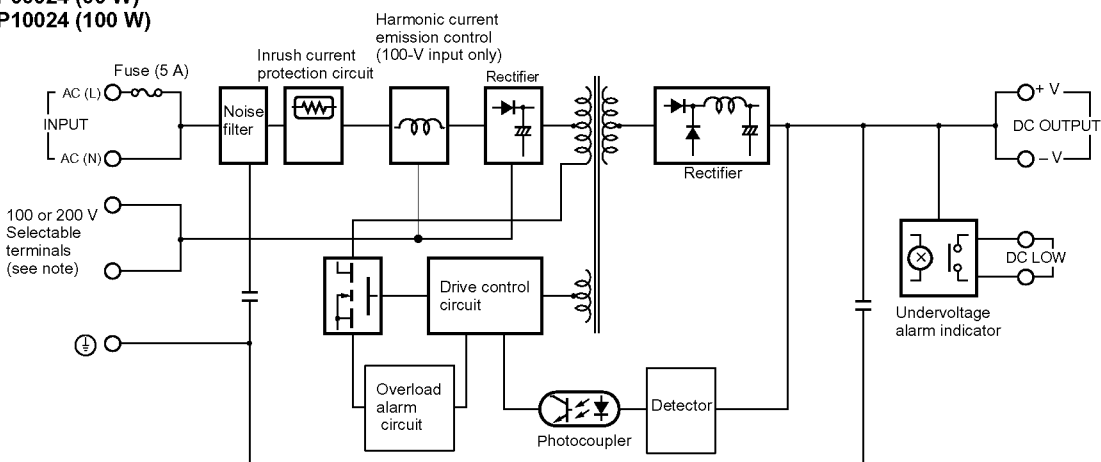 P10024 (100 W)
Harmonic current
emission control
(100-V input only)
Inrush current
protection circuit
Fuse (5 A)
Rectifier
AC (L)
INPUT
AC (N)
Noise
filter
+ V
DC OUTPUT
– V
Rectifier
100 or 200 V
Selectable
terminals
(see note)
DC LOW
Drive control
circuit
Undervoltage
alarm indicator
Overload
alarm
circuit
Detector
Photocoupler